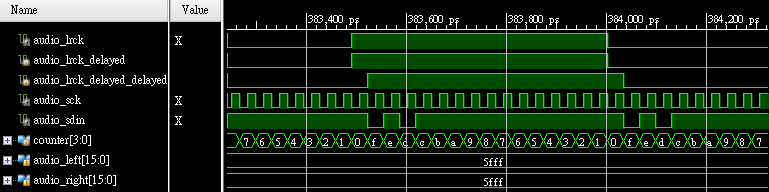 Name Value 383,400 ps 383,600 ps 383,800 ps 384,000 ps 384,200 ps
audio_lrck X
audio_lrck_delayed
audio_lrck_delayed_delayed
audio_sck X
audio_sdin X
counter[3:0] 7 6 5 4 3 2 1 0 f e d c b a 9 8 7 6 5 4 3 2 1 0 f e d c b a 9 8 7
audio_left[15:0] 5fff
audio_right[15:0] 5fff